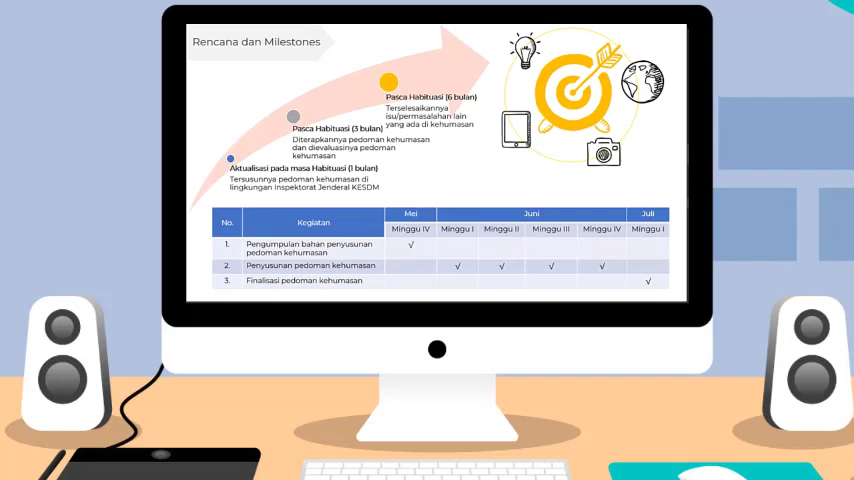 Rencana dan Milestones
Pasca Habituasi (6 bulan)
Terselesaikannya
isu/permasalahan lain
yang ada di kehumasan
Pasca Habituasi (3 bulan)
Diterapkannya pedoman kehumasan
dan dievaluasinya pedoman
kehumasan
Aktualisasi pada masa Habituasi (1 bulan)
Tersusunnya pedoman kehumasan di
lingkungan Inspektorat Jenderal KESDM
No. Kegiatan Mei Juni Juli
Minggu IV Minggu I Minggu II Minggu III Minggu IV Minggu I
1. Pengumpulan bahan penyusunan
pedoman kehumasan √
2. Penyusunan pedoman kehumasan √ √ √ √
3. Finalisasi pedoman kehumasan √